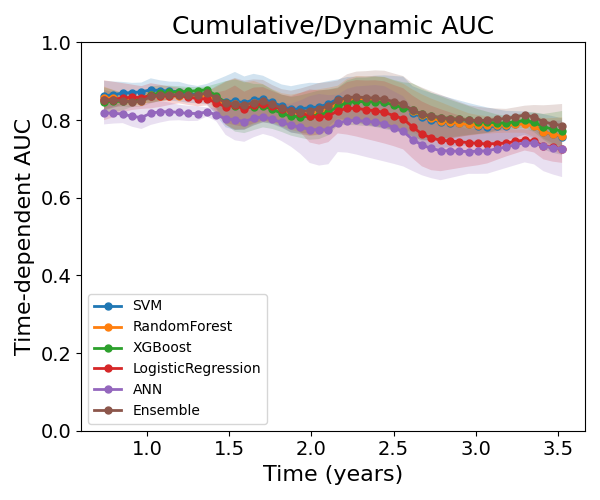 Cumulative/Dynamic AUC
Time-dependent AUC
1.0
0.8
0.6
0.4
0.2
0.0
SVM
RandomForest
XGBoost
LogisticRegression
ANN
Ensemble
1.0 1.5 2.0 2.5 3.0 3.5
Time (years)